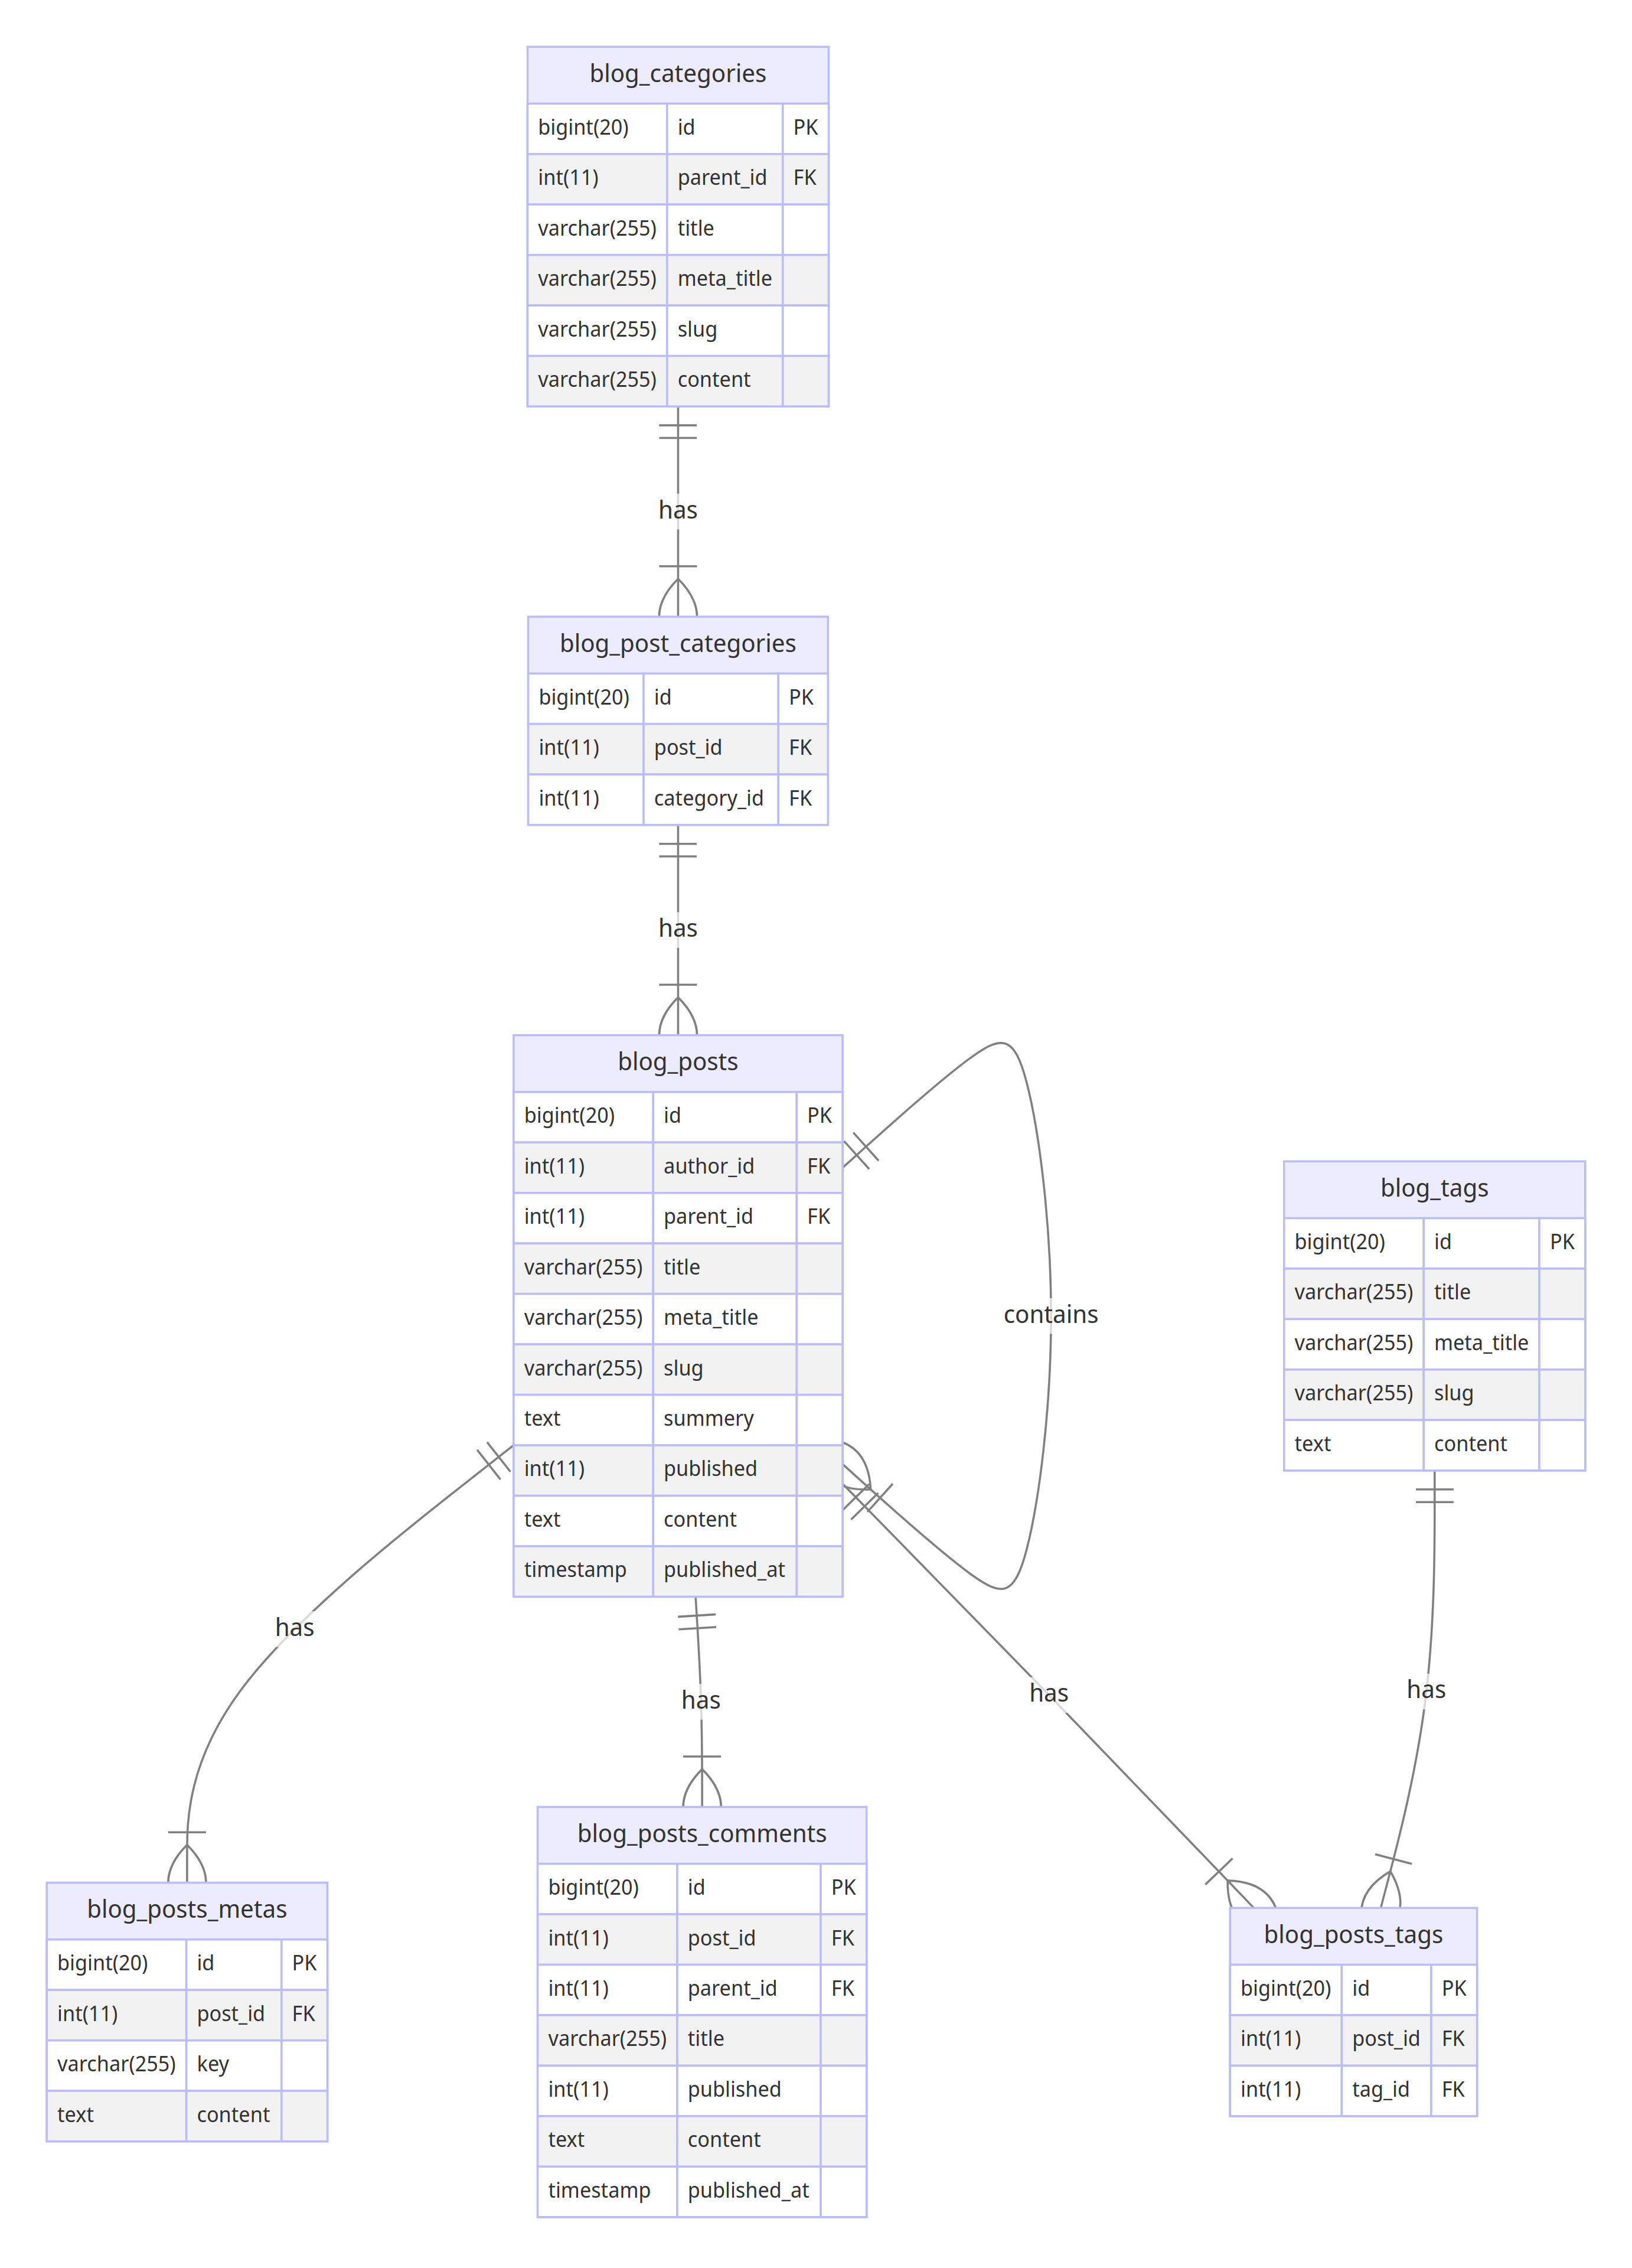 blog_categories
bigint(20) id PK
int(11) parent_id FK
varchar(255) title
varchar(255) meta_title
varchar(255) slug
varchar(255) content
has
blog_post_categories
bigint(20) id PK
int(11) post_id FK
int(11) category_id FK
has
blog_posts
bigint(20) id PK
int(11) author_id FK
int(11) parent_id FK
varchar(255) title
varchar(255) meta_title
varchar(255) slug
text summery
int(11) published
text content
timestamp published_at
contains
blog_tags
bigint(20) id PK
varchar(255) title
varchar(255) meta_title
varchar(255) slug
text content
has
has
has
has
blog_posts_metas
bigint(20) id PK
int(11) post_id FK
varchar(255) key
text content
blog_posts_comments
bigint(20) id PK
int(11) post_id FK
int(11) parent_id FK
varchar(255) title
int(11) published
text content
timestamp published_at
blog_posts_tags
bigint(20) id PK
int(11) post_id FK
int(11) tag_id FK